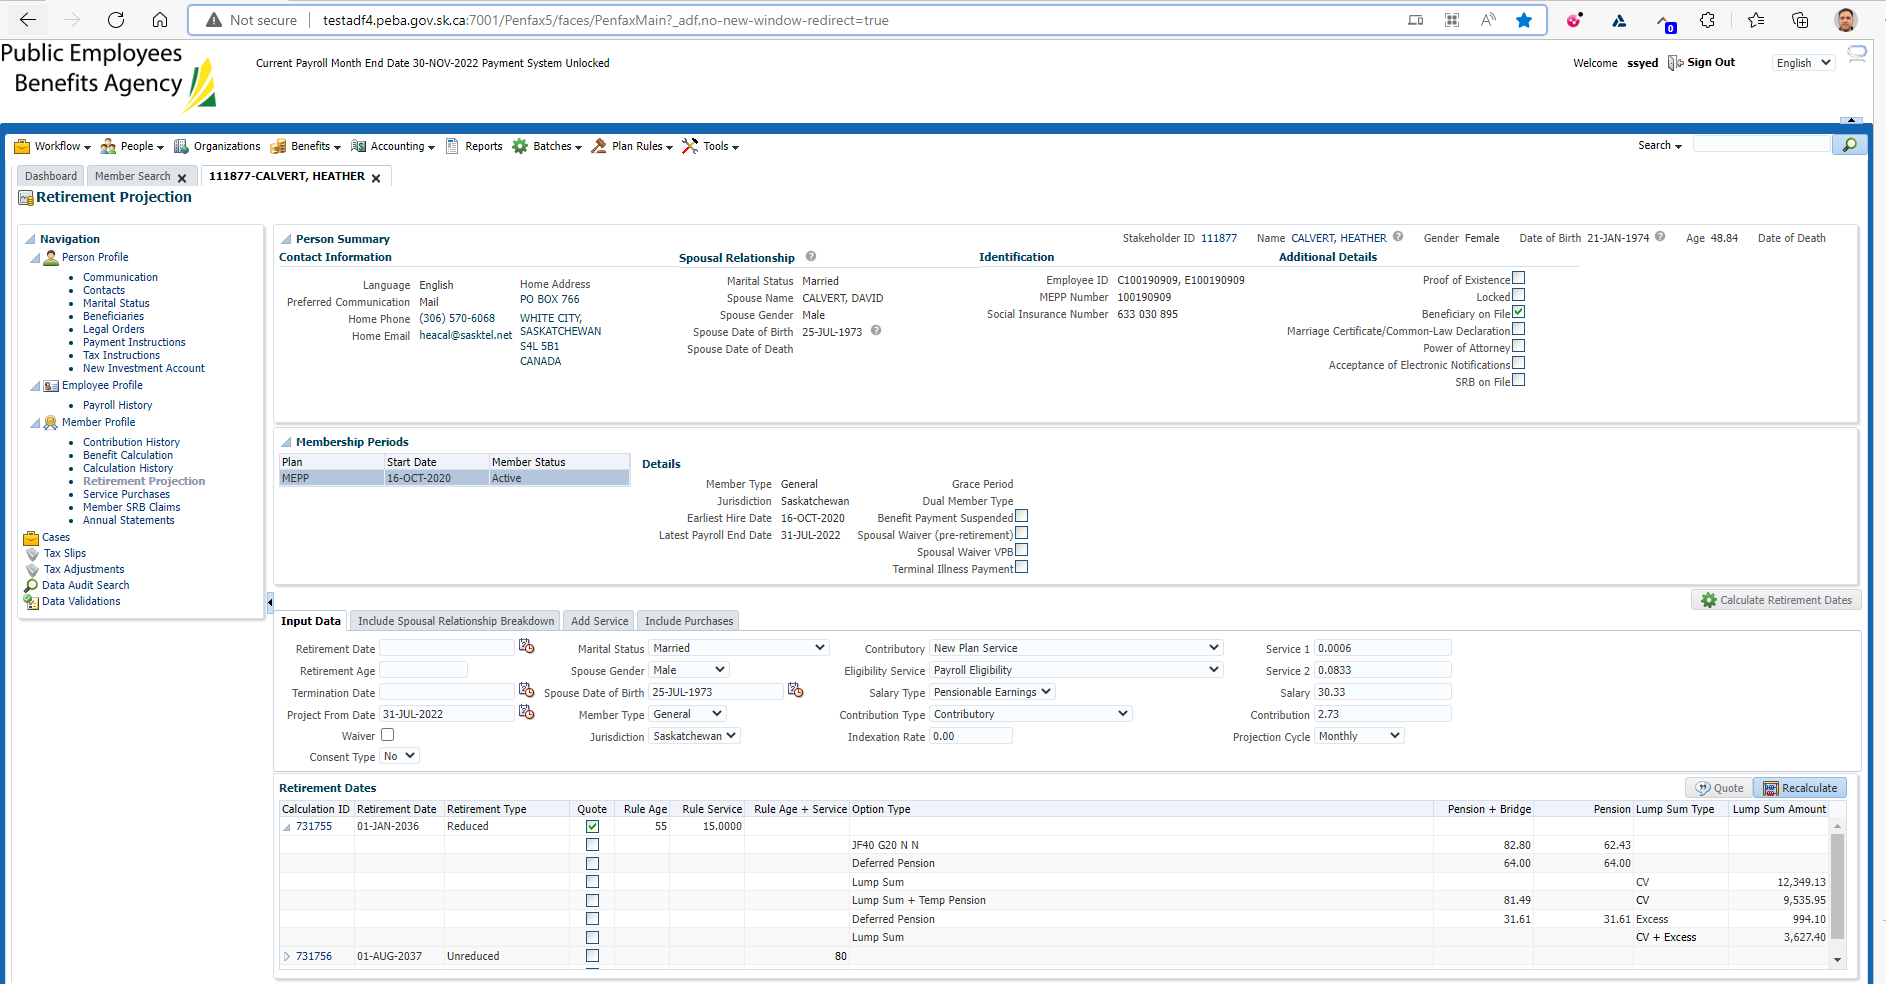 Not secure testadf4.peba.gov.sk.ca:7001/Penfax5/faces/PenfaxMain?_adf.no-new-window-redirect=true
0
Public Employees
Benefits Agency
Current Payroll Month End Date 30-NOV-2022 Payment System Unlocked
Welcome ssyed Sign Out English
Workflow People Organizations Benefits Accounting Reports Batches Plan Rules Tools Search
Dashboard Member Search 111877-CALVERT, HEATHER
Retirement Projection
Navigation
Person Profile
Communication
Contacts
Marital Status
Beneficiaries
Legal Orders
Payment Instructions
Tax Instructions
New Investment Account
Employee Profile
Payroll History
Member Profile
Contribution History
Benefit Calculation
Calculation History
Retirement Projection
Service Purchases
Member SRB Claims
Annual Statements
Cases
Tax Slips
Tax Adjustments
Data Audit Search
Data Validations
Person Summary Stakeholder ID 111877 Name CALVERT, HEATHER Gender Female Date of Birth 21-JAN-1974 Age 48.84 Date of Death
Contact Information
Language English
Preferred Communication Mail
Home Phone (306) 570-6068
Home Email heacal@sasktel.net
Home Address
PO BOX 766
WHITE CITY,
SASKATCHEWAN
S4L 5B1
CANADA
Spousal Relationship
Marital Status Married
Spouse Name CALVERT, DAVID
Spouse Gender Male
Spouse Date of Birth 25-JUL-1973
Spouse Date of Death
Identification
Employee ID C100190909, E100190909
MEPP Number 100190909
Social Insurance Number 633 030 895
Additional Details
Proof of Existence
Locked
Beneficiary on File
Marriage Certificate/Common-Law Declaration
Power of Attorney
Acceptance of Electronic Notifications
SRB on File
Membership Periods
Plan Start Date Member Status
MEPP 16-OCT-2020 Active
Details
Member Type General
Jurisdiction Saskatchewan
Earliest Hire Date 16-OCT-2020
Latest Payroll End Date 31-JUL-2022
Grace Period
Dual Member Type
Benefit Payment Suspended
Spousal Waiver (pre-retirement)
Spousal Waiver VPB
Terminal Illness Payment
Calculate Retirement Dates
Input Data Include Spousal Relationship Breakdown Add Service Include Purchases
Retirement Date Marital Status Married Contributory New Plan Service Service 1 0.0006
Retirement Age Spouse Gender Male Eligibility Service Payroll Eligibility Service 2 0.0833
Termination Date Spouse Date of Birth 25-JUL-1973 Salary Type Pensionable Earnings Salary 30.33
Project From Date 31-JUL-2022 Member Type General Contribution Type Contributory Contribution 2.73
Waiver Jurisdiction Saskatchewan Indexation Rate 0.00 Projection Cycle Monthly
Consent Type No
Retirement Dates Quote Recalculate
Calculation ID Retirement Date Retirement Type Quote Rule Age Rule Service Rule Age + Service Option Type Pension + Bridge Pension Lump Sum Type Lump Sum Amount
731755 01-JAN-2036 Reduced 55 15.0000
JF40 G20 N N 82.80 62.43
Deferred Pension 64.00 64.00
Lump Sum CV 12,349.13
Lump Sum + Temp Pension 81.49 CV 9,535.95
Deferred Pension 31.61 31.61 Excess 994.10
Lump Sum CV + Excess 3,627.40
731756 01-AUG-2037 Unreduced 80